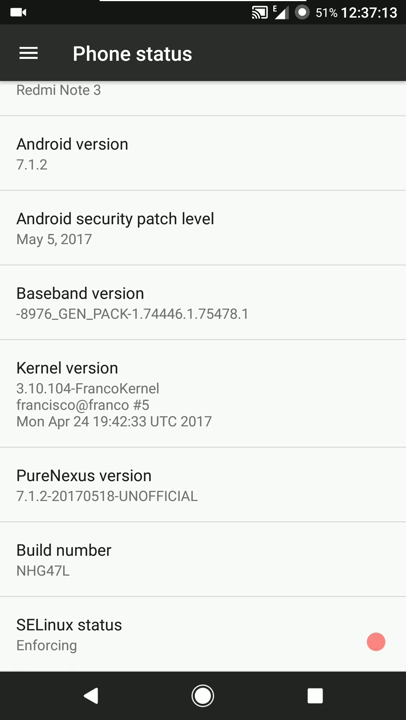 E
51% 12:37:13
Phone status
Redmi Note 3
Android version
7.1.2
Android security patch level
May 5, 2017
Baseband version
-8976_GEN_PACK-1.74446.1.75478.1
Kernel version
3.10.104-FrancoKernel
francisco@franco #5
Mon Apr 24 19:42:33 UTC 2017
PureNexus version
7.1.2-20170518-UNOFFICIAL
Build number
NHG47L
SELinux status
Enforcing